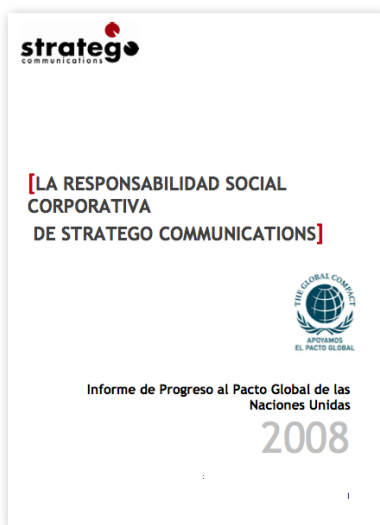 stratego
communications
[LA RESPONSABILIDAD SOCIAL
CORPORATIVA
DE STRATEGO COMMUNICATIONS]
THE GLOBAL COMPACT
APOYAMOS
EL PACTO GLOBAL
Informe de Progreso al Pacto Global de las
Naciones Unidas
2008
:
1